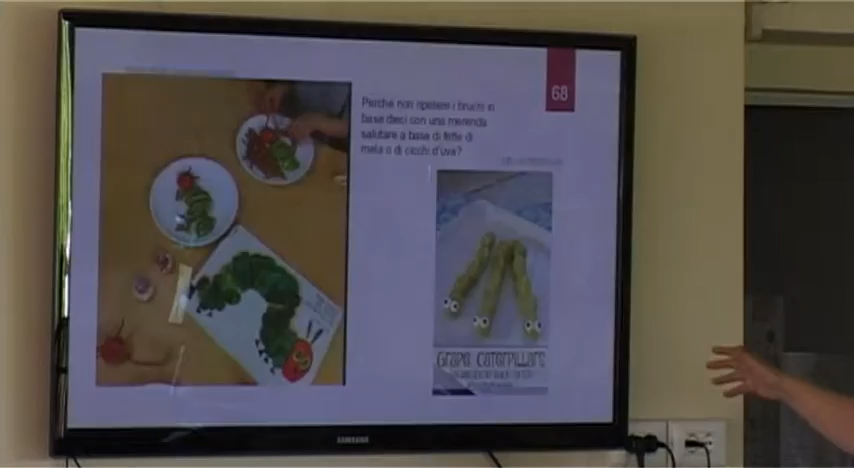 68
Perché non ripetere i bruchi in
base dieci con una merenda
salutare a base di fette di
mela o di chicchi d'uva?
Grape Caterpillars
SAMSUNG